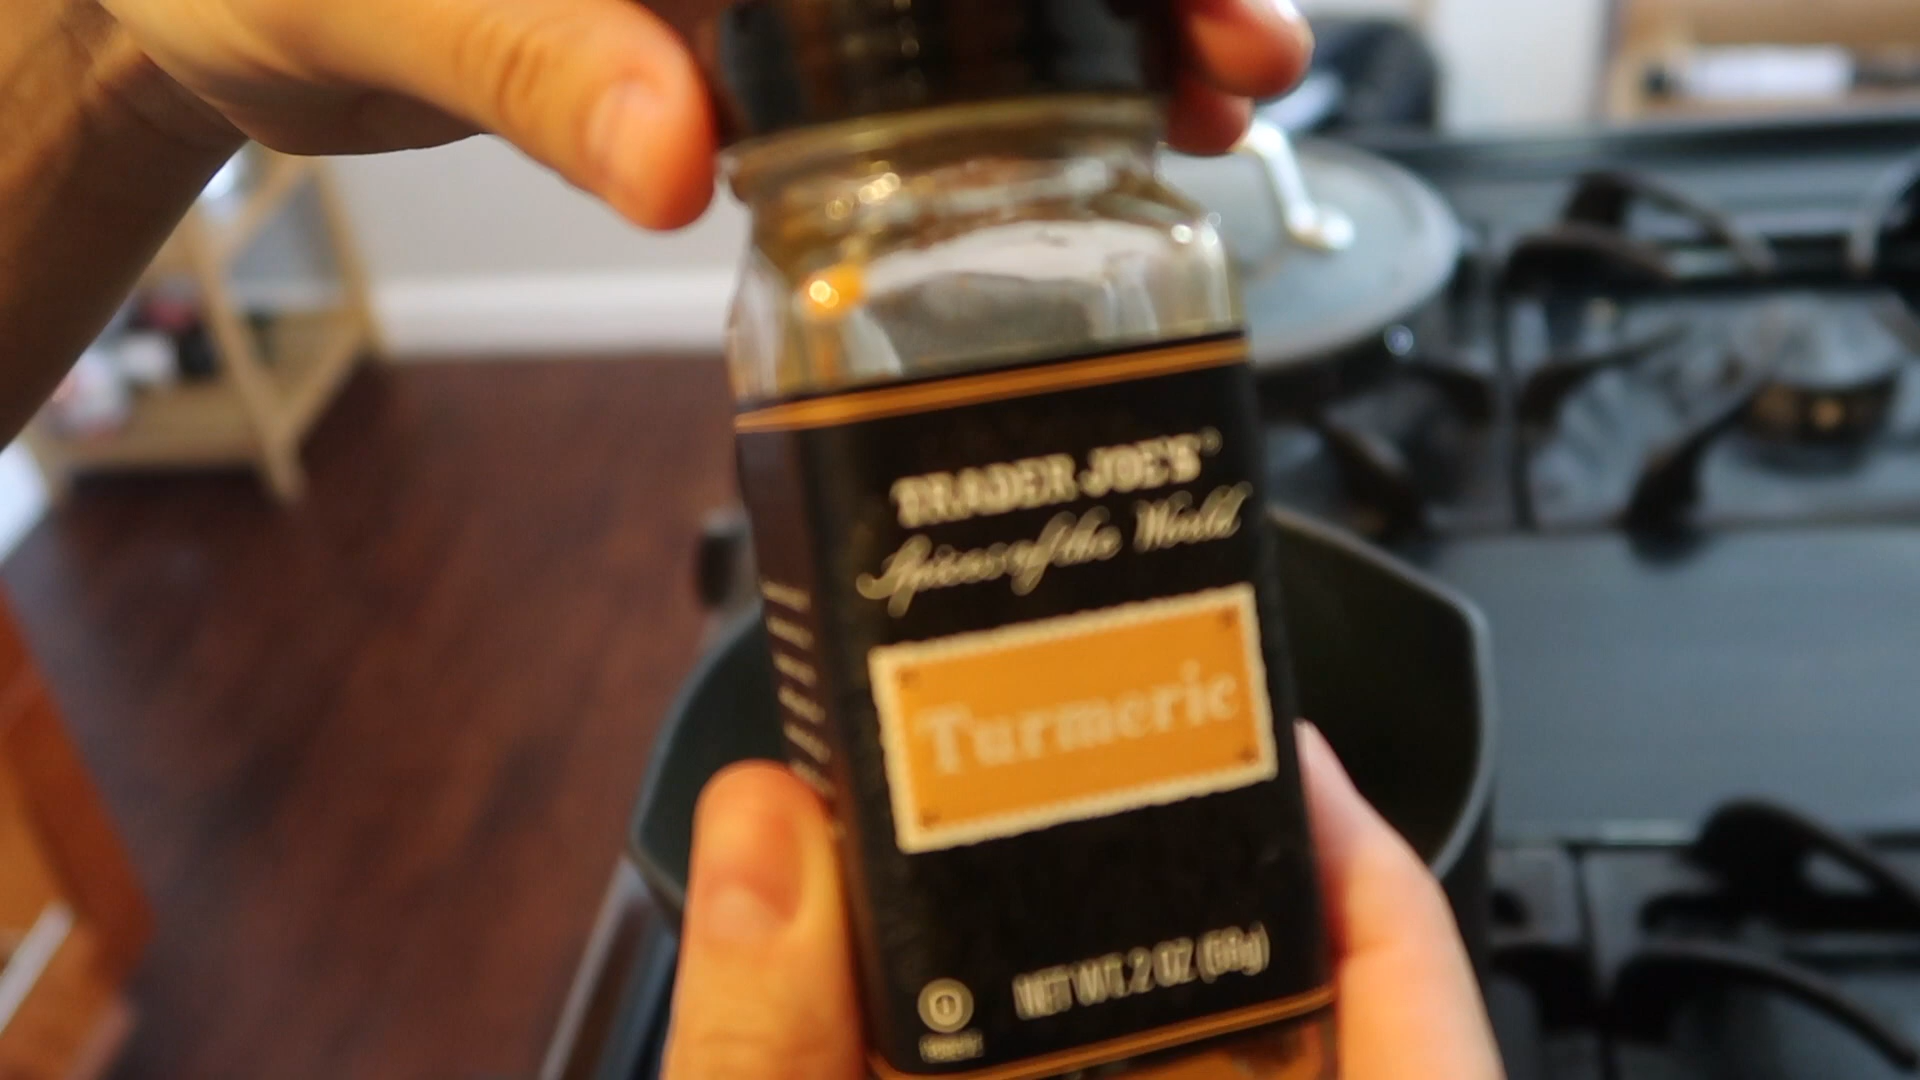 TRADER JOE'S
Spices of the World
Turmeric
NET WT. 2 OZ (56g)